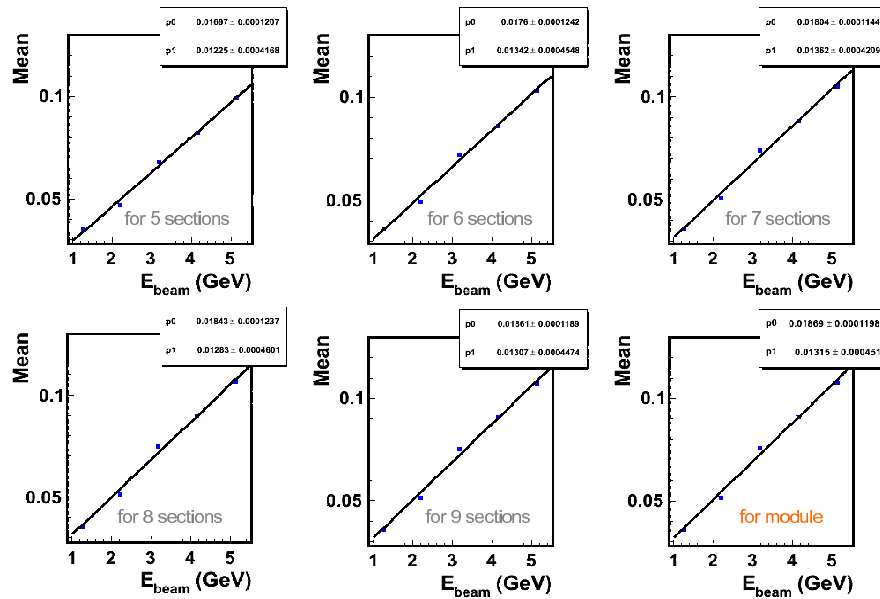 p0 0.01697 ± 0.0001297
p1 0.01225 ± 0.0004168
Mean
0.1
0.05
for 5 sections
1 2 3 4 5
E_beam (GeV)
p0 0.0176 ± 0.0001242
p1 0.01342 ± 0.0004548
Mean
0.1
0.05
for 6 sections
1 2 3 4 5
E_beam (GeV)
p0 0.01804 ± 0.0001144
p1 0.01362 ± 0.0004209
Mean
0.1
0.05
for 7 sections
1 2 3 4 5
E_beam (GeV)
p0 0.01843 ± 0.0001237
p1 0.01283 ± 0.0004601
Mean
0.1
0.05
for 8 sections
1 2 3 4 5
E_beam (GeV)
p0 0.01861 ± 0.0001189
p1 0.01307 ± 0.0004474
Mean
0.1
0.05
for 9 sections
1 2 3 4 5
E_beam (GeV)
p0 0.01869 ± 0.0001198
p1 0.01315 ± 0.000451
Mean
0.1
0.05
for module
1 2 3 4 5
E_beam (GeV)